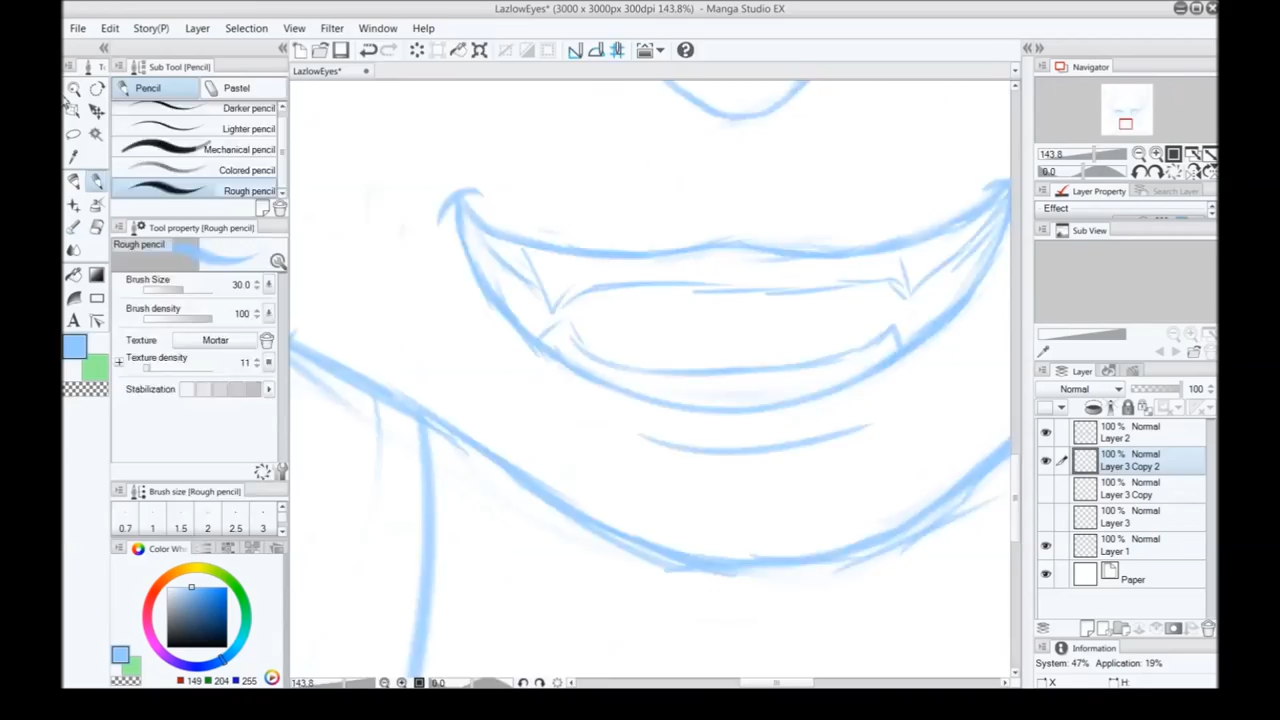 LazlowEyes* (3000 x 3000px 300dpi 143.8%) - Manga Studio EX
File Edit Story(P) Layer Selection View Filter Window Help
Sub Tool [Pencil]
LazlowEyes*
Navigator
Pencil Pastel
Darker pencil
Lighter pencil
Mechanical pencil
Colored pencil
Rough pencil
143.8
0.0
Layer Property Search Layer
Effect
Tool property [Rough pencil]
Sub View
Rough pencil
Brush Size 30.0
Brush density 100
Texture Mortar
Texture density 11
Stabilization
Layer
Normal 100
100 % Normal
Layer 2
100 % Normal
Layer 3 Copy 2
100 % Normal
Layer 3 Copy
100 % Normal
Layer 3
100 % Normal
Layer 1
Paper
Brush size [Rough pencil]
0.7 1 1.5 2 2.5 3
Color Whe
149 204 255
143.8 0.0
Information
System: 47% Application: 19%
X H: